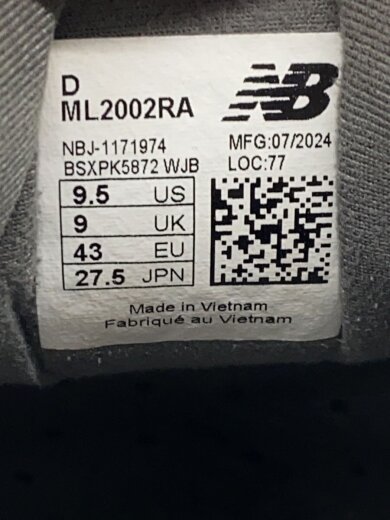 D
ML2002RA
NB
NBJ-1171974
MFG:07/2024
BSXPK5872 WJB
LOC:77
9.5 US
9 UK
43 EU
27.5 JPN
Made in Vietnam
Fabriqué au Vietnam